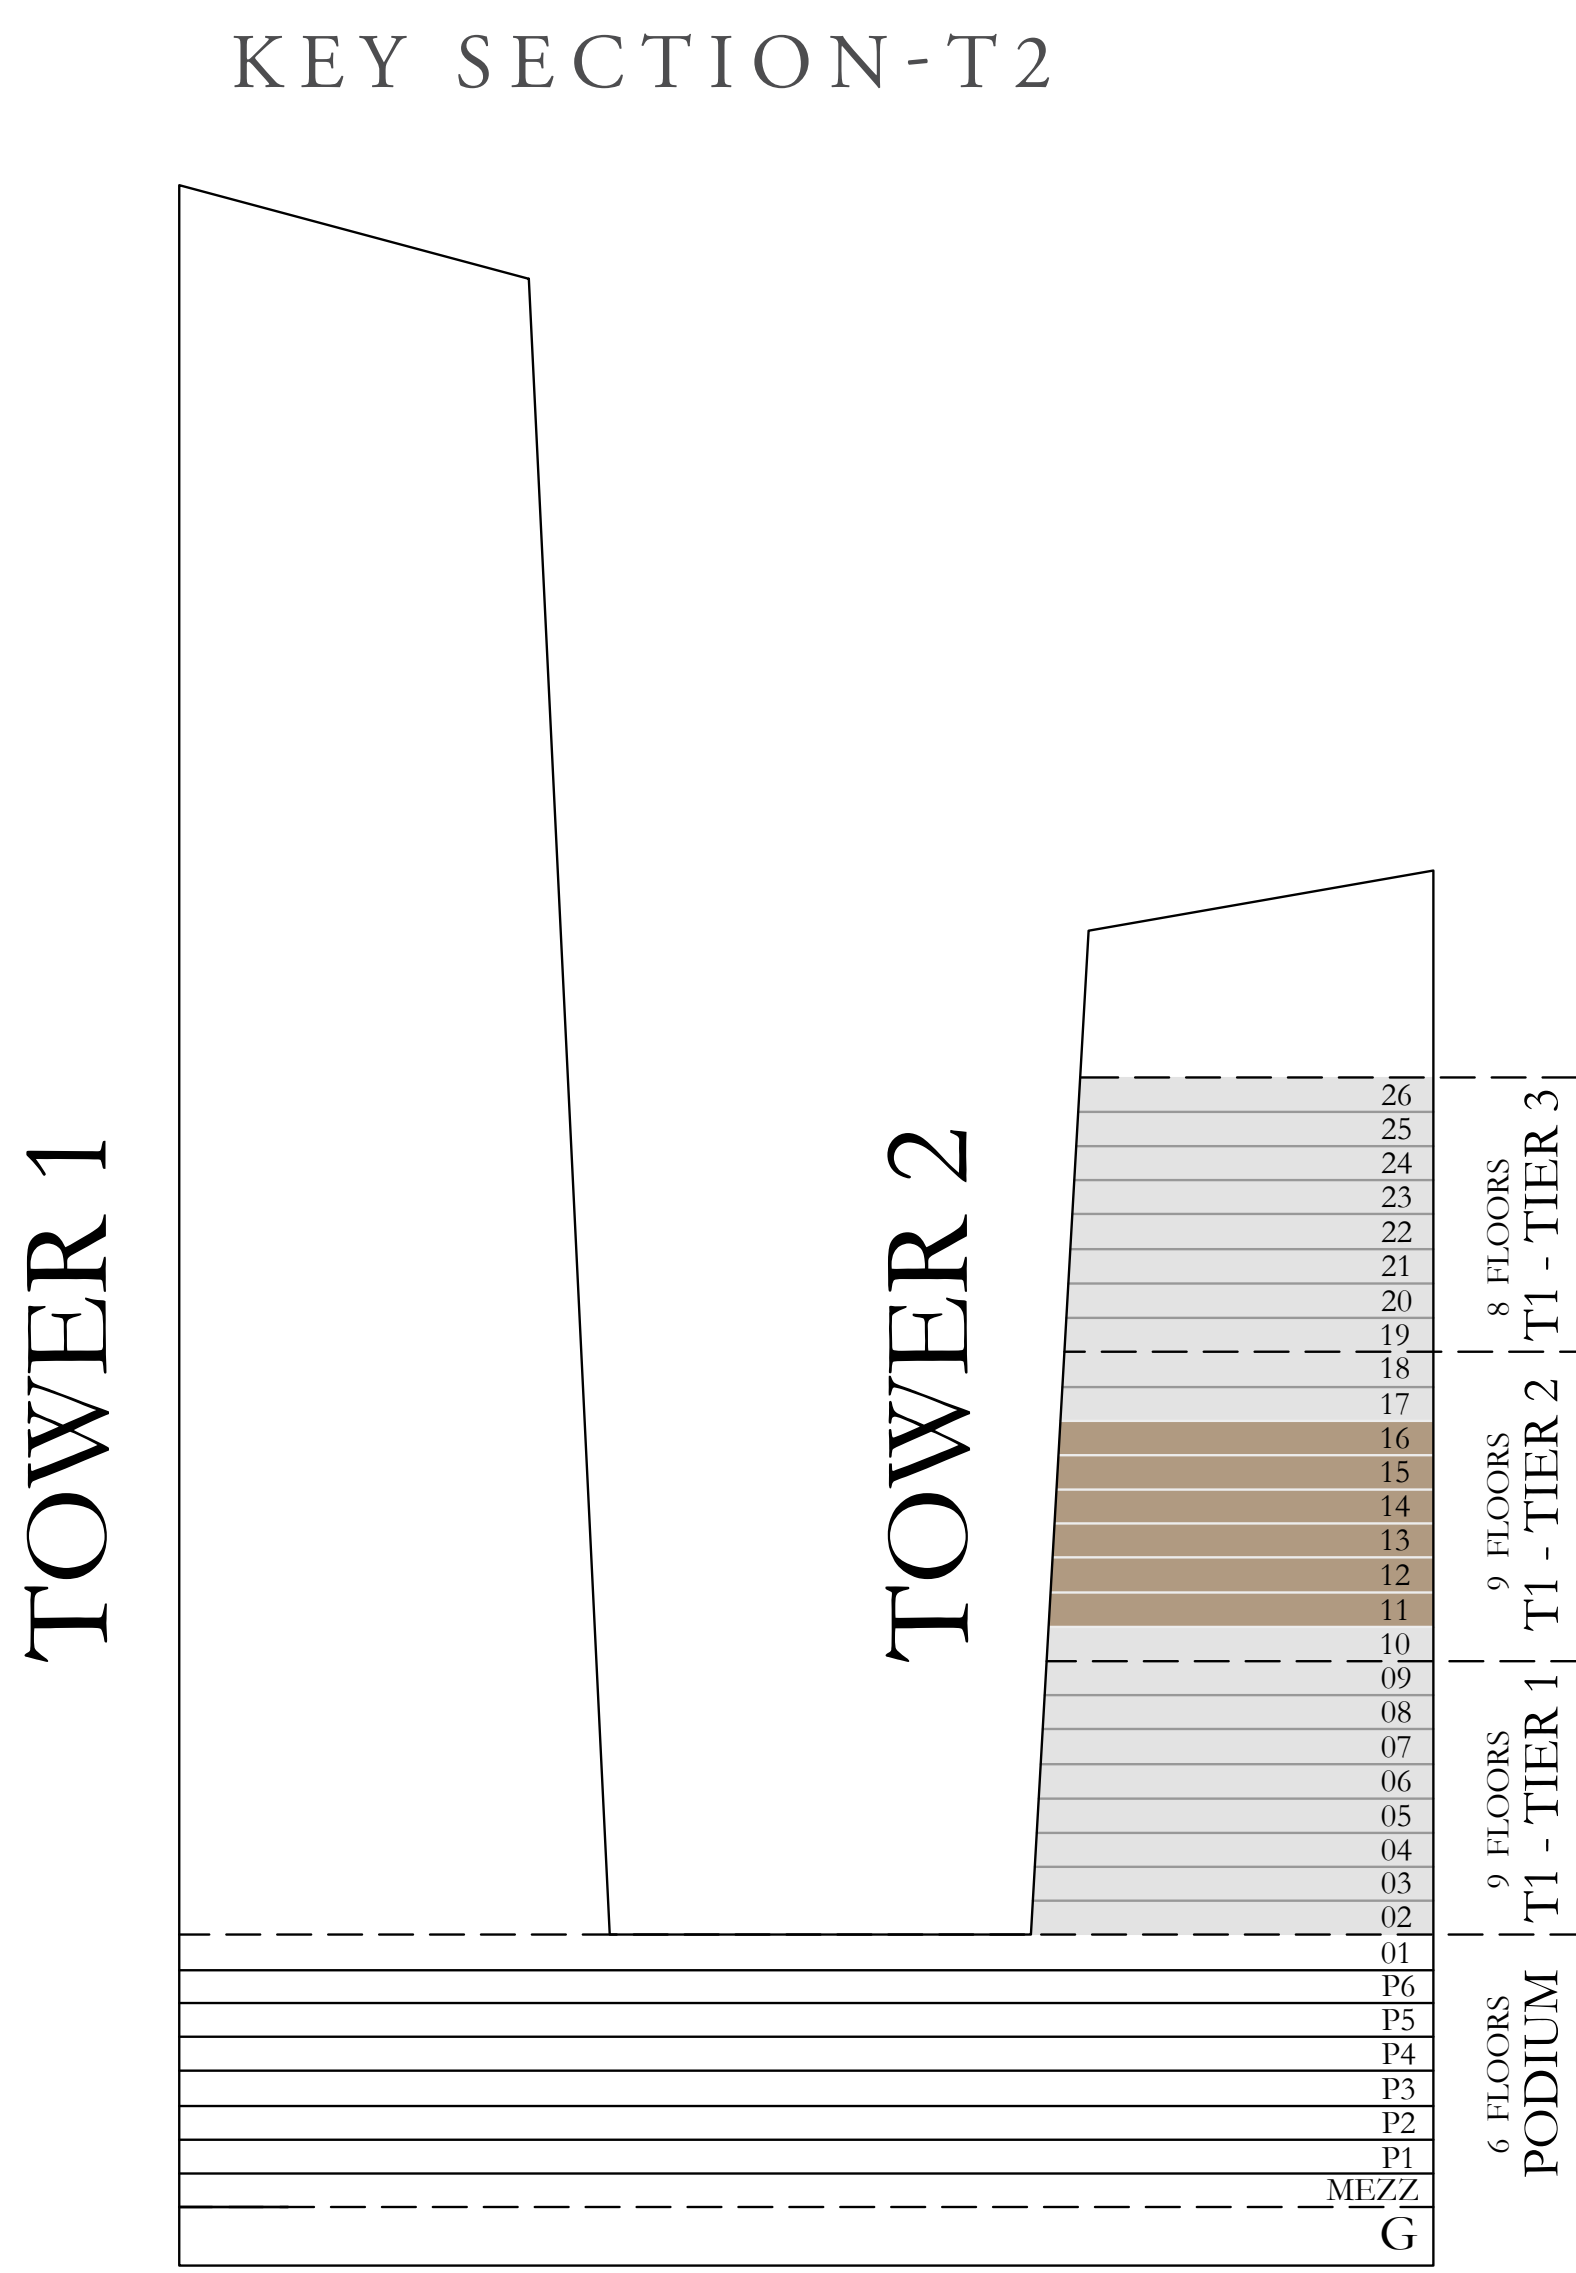 KEY SECTION-T2
TOWER 1
TOWER 2
26
25
24
23
22
21
20
19
18
17
16
15
14
13
12
11
10
09
08
07
06
05
04
03
02
01
P6
P5
P4
P3
P2
P1
MEZZ
G
8 FLOORS
T1 - TIER 3
9 FLOORS
T1 - TIER 2
9 FLOORS
T1 - TIER 1
6 FLOORS
PODIUM